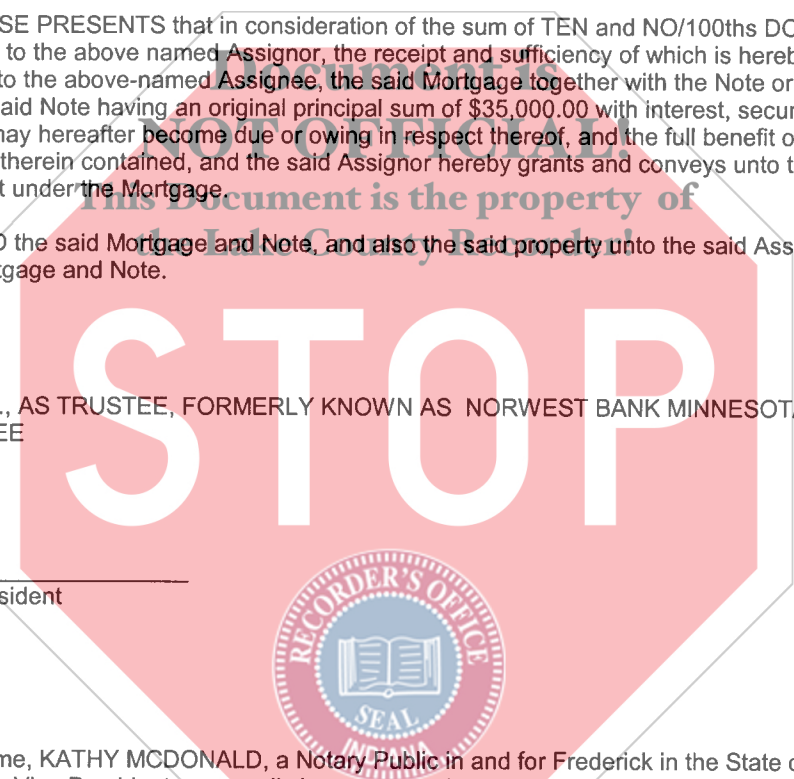 SE PRESENTS that in consideration of the sum of TEN and NO/100ths DO
to the above named Assignor, the receipt and sufficiency of which is hereb
Document is
to the above-named Assignee, the said Mortgage together with the Note or
aid Note having an original principal sum of $35,000.00 with interest, secur
NOT OFFICIAL!
may hereafter become due or owing in respect thereof, and the full benefit o
therein contained, and the said Assignor hereby grants and conveys unto t
t under the Mortgage.
This Document is the property of
the Lake County Recorder!
O the said Mortgage and Note, and also the said property unto the said Ass
tgage and Note.
STOP
., AS TRUSTEE, FORMERLY KNOWN AS NORWEST BANK MINNESOTA
EE
sident
RECORDER'S OFFICE
SEAL
INDIANA
me, KATHY MCDONALD, a Notary Public in and for Frederick in the State o